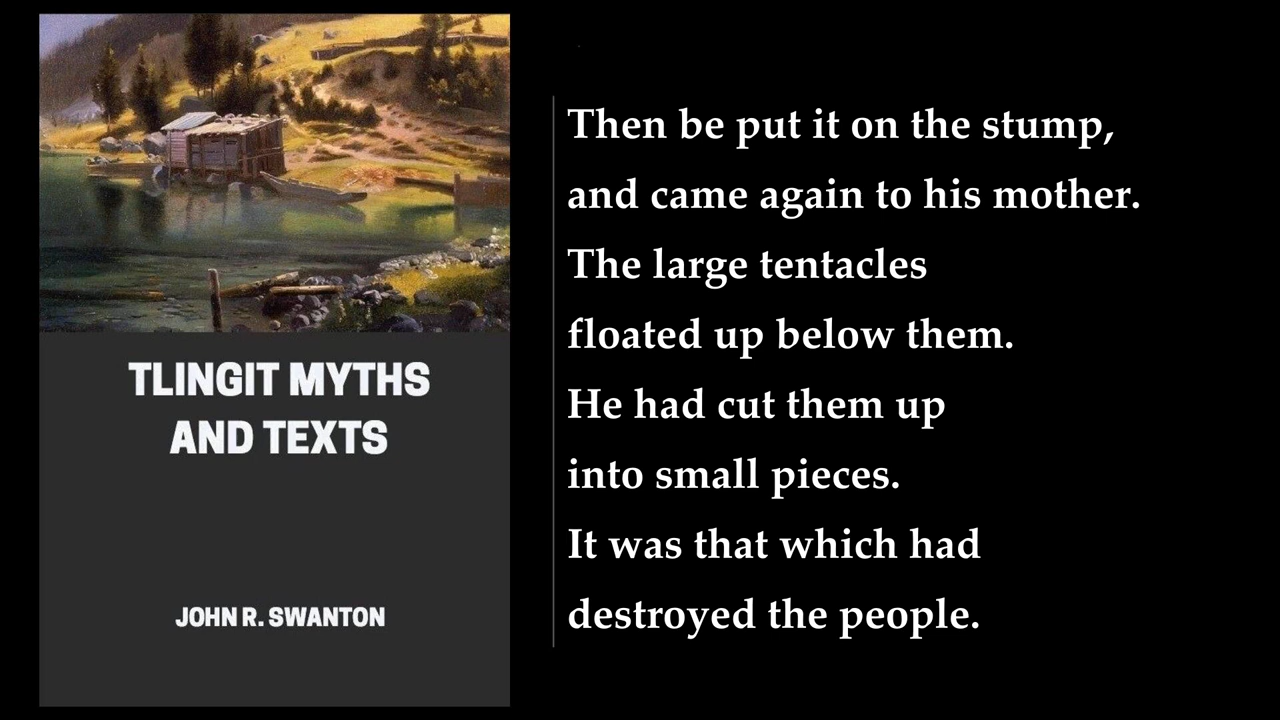 TLINGIT MYTHS
AND TEXTS
JOHN R. SWANTON
Then be put it on the stump,
and came again to his mother.
The large tentacles
floated up below them.
He had cut them up
into small pieces.
It was that which had
destroyed the people.